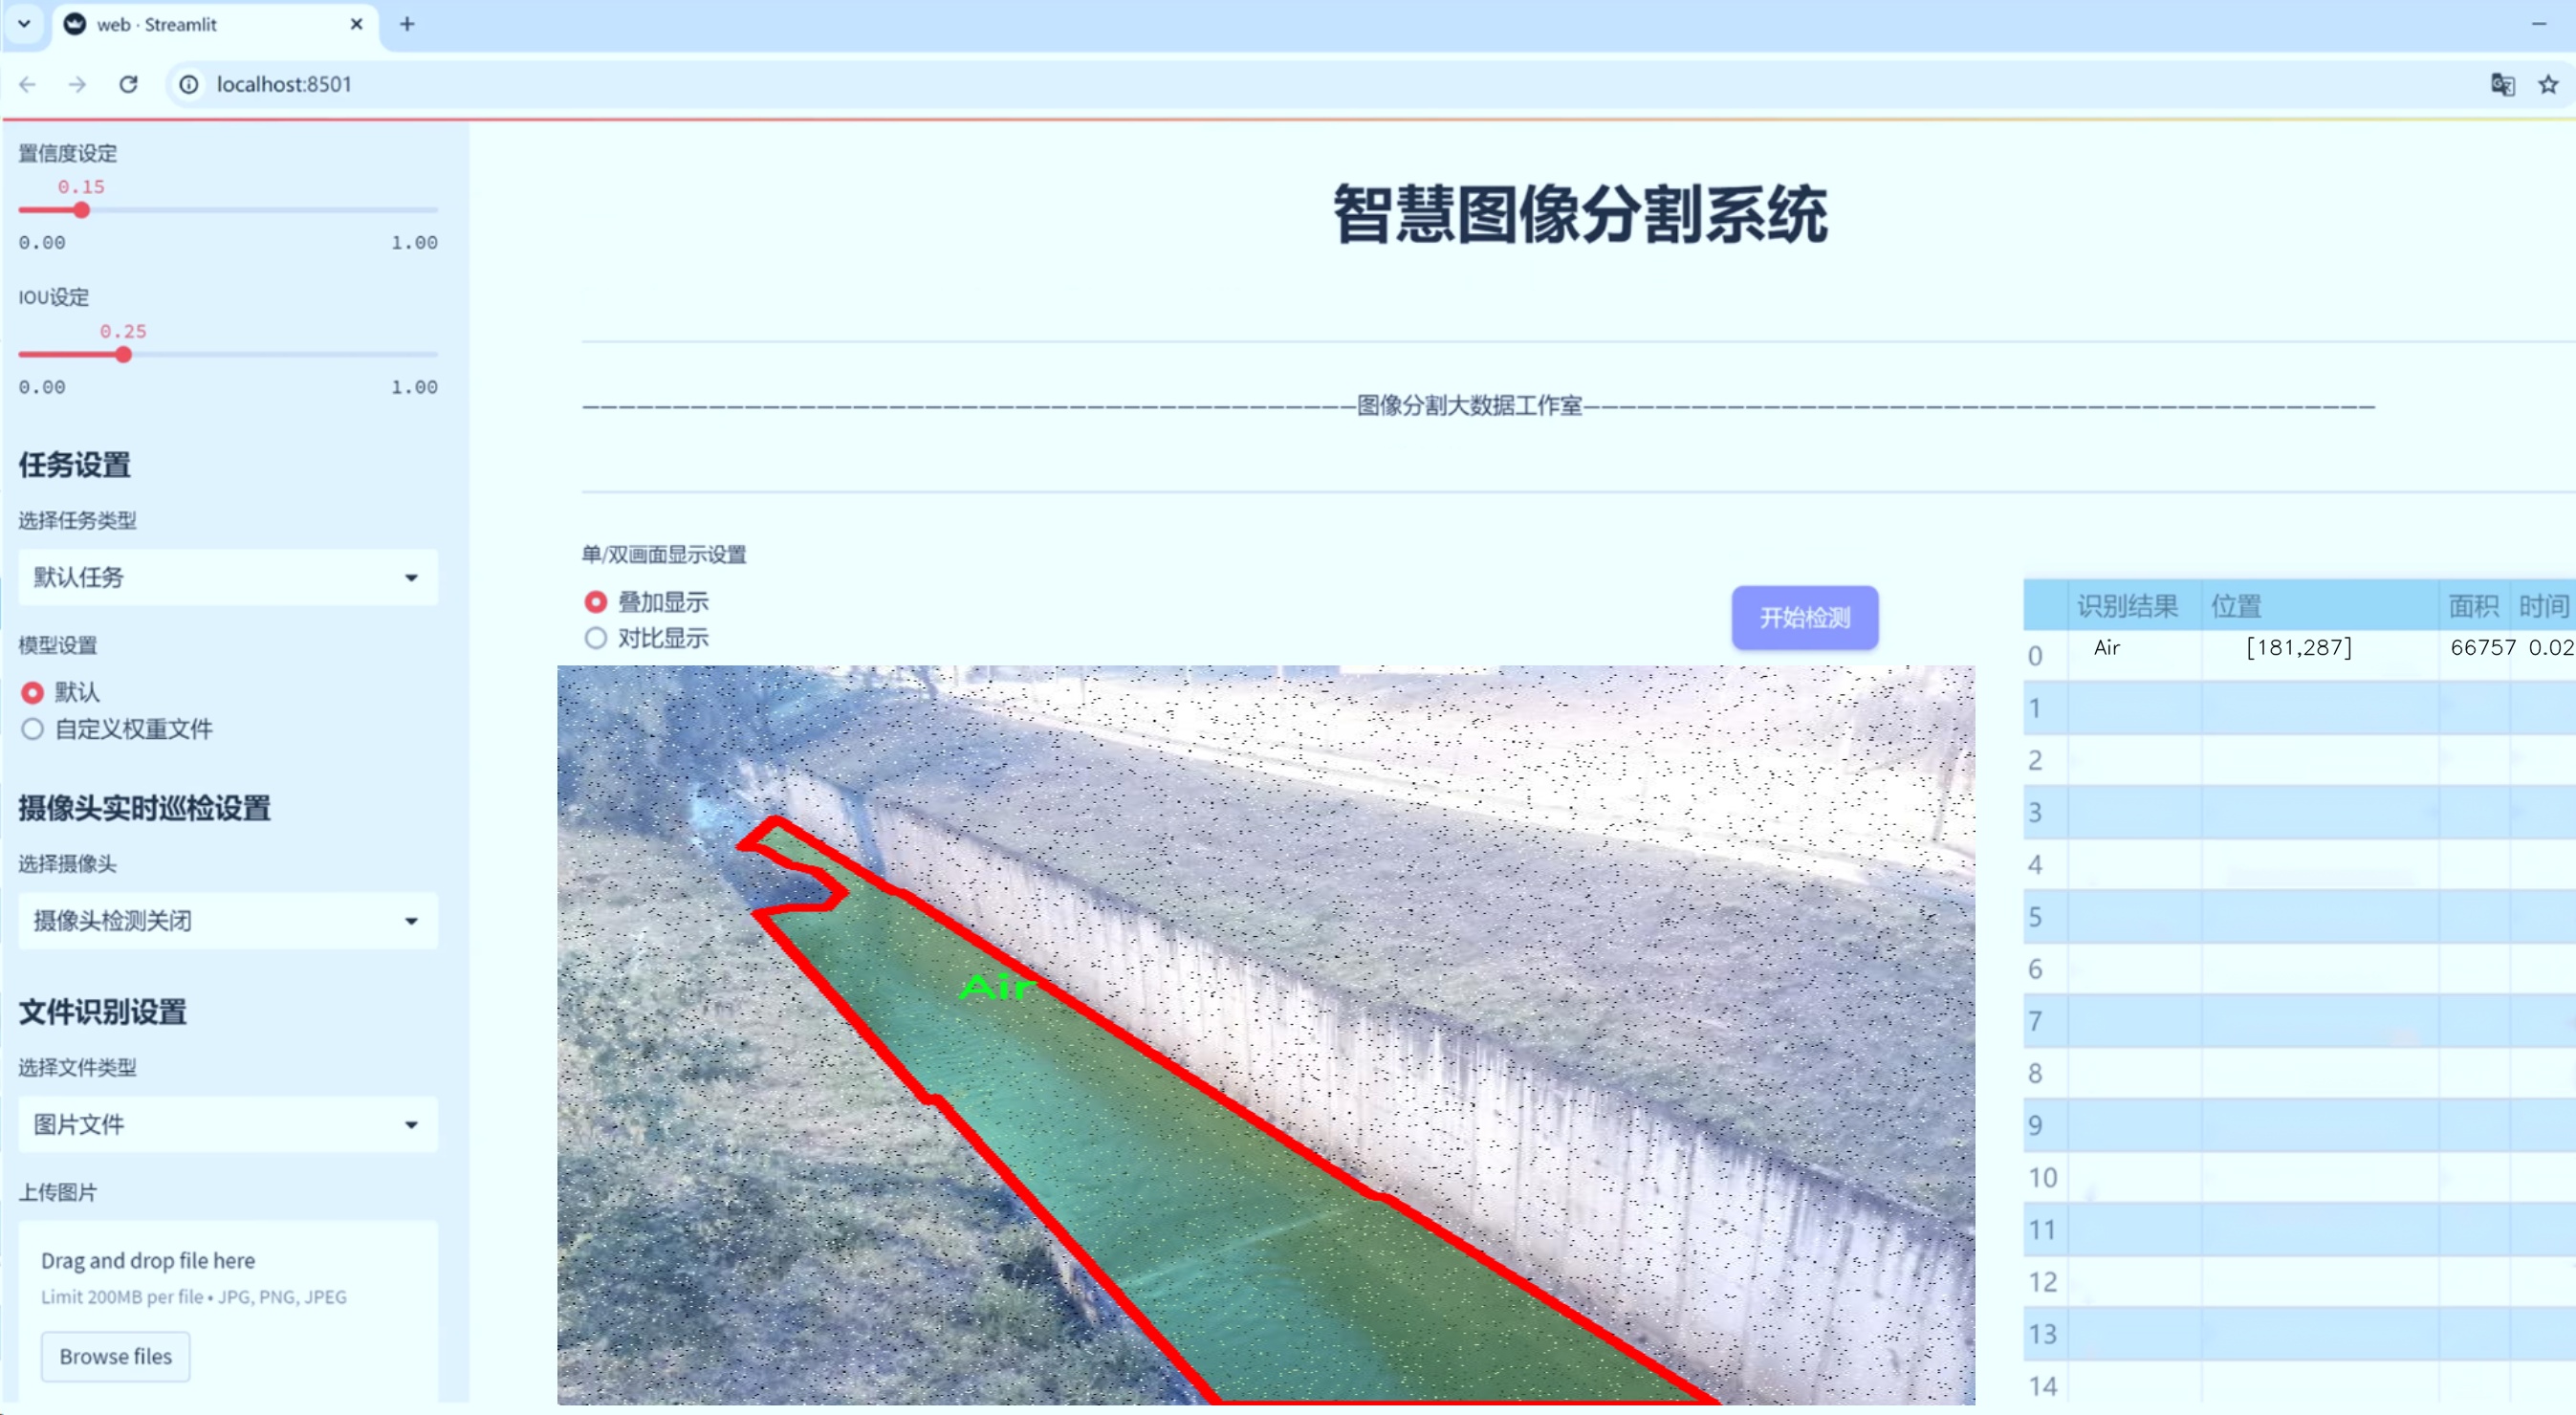 web · Streamlit
localhost:8501
置信度设定
0.15
0.00 1.00
IOU设定
0.25
0.00 1.00
任务设置
选择任务类型
默认任务
模型设置
默认
自定义权重文件
摄像头实时巡检设置
选择摄像头
摄像头检测关闭
文件识别设置
选择文件类型
图片文件
上传图片
Drag and drop file here
Limit 200MB per file • JPG, PNG, JPEG
Browse files
智慧图像分割系统
图像分割大数据工作室
单/双画面显示设置
叠加显示
对比显示
开始检测
Air
识别结果 位置 面积 时间
0 Air [181,287] 66757 0.02
1
2
3
4
5
6
7
8
9
10
11
12
13
14